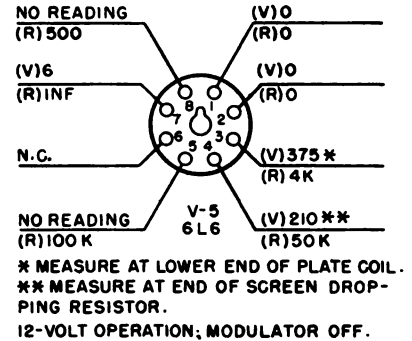 NO READING
(R)500
(V)0
(R)0
(V)6
(R)INF
(V)0
(R)0
8
1
7
2
6
3
5
4
N.C.
(V)375*
(R)4K
NO READING
(R)100K
V-5
6L6
(V)210**
(R)50K
* MEASURE AT LOWER END OF PLATE COIL.
** MEASURE AT END OF SCREEN DROP-
PING RESISTOR.
12-VOLT OPERATION; MODULATOR OFF.